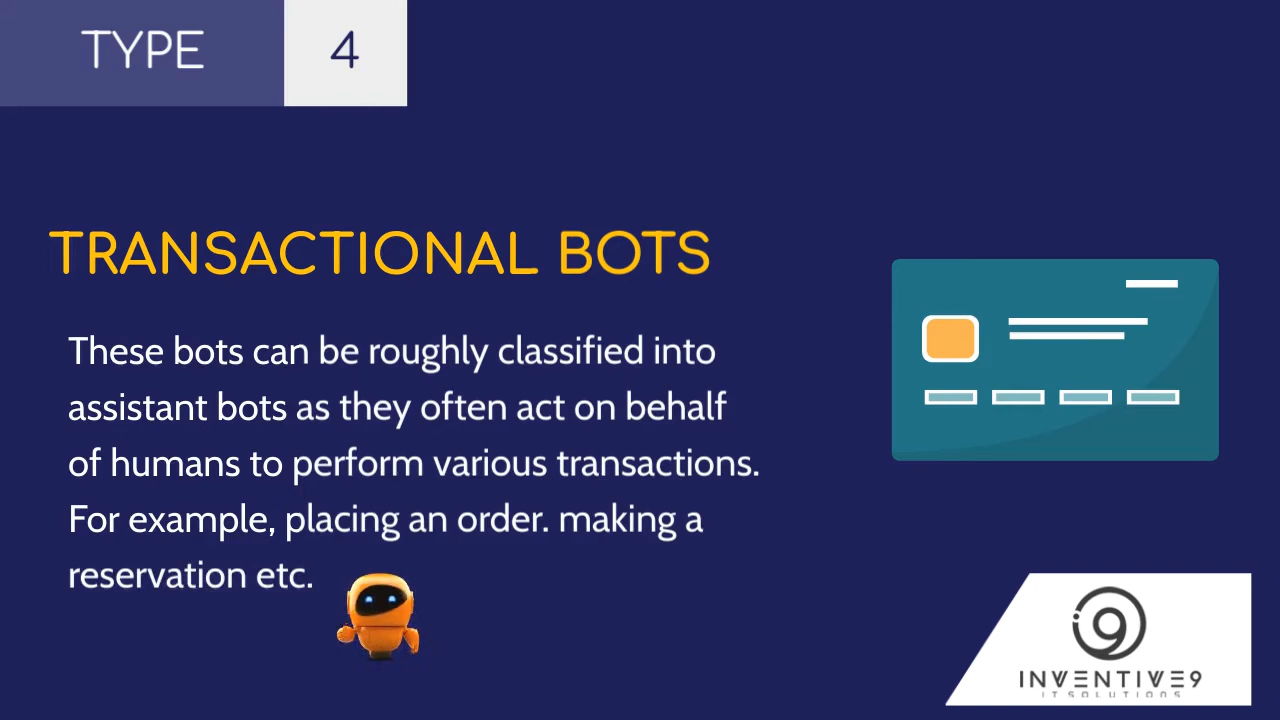 TYPE 4
TRANSACTIONAL BOTS
These bots can be roughly classified into
assistant bots as they often act on behalf
of humans to perform various transactions.
For example, placing an order. making a
reservation etc.
9
INVENTIVE9
IT SOLUTIONS